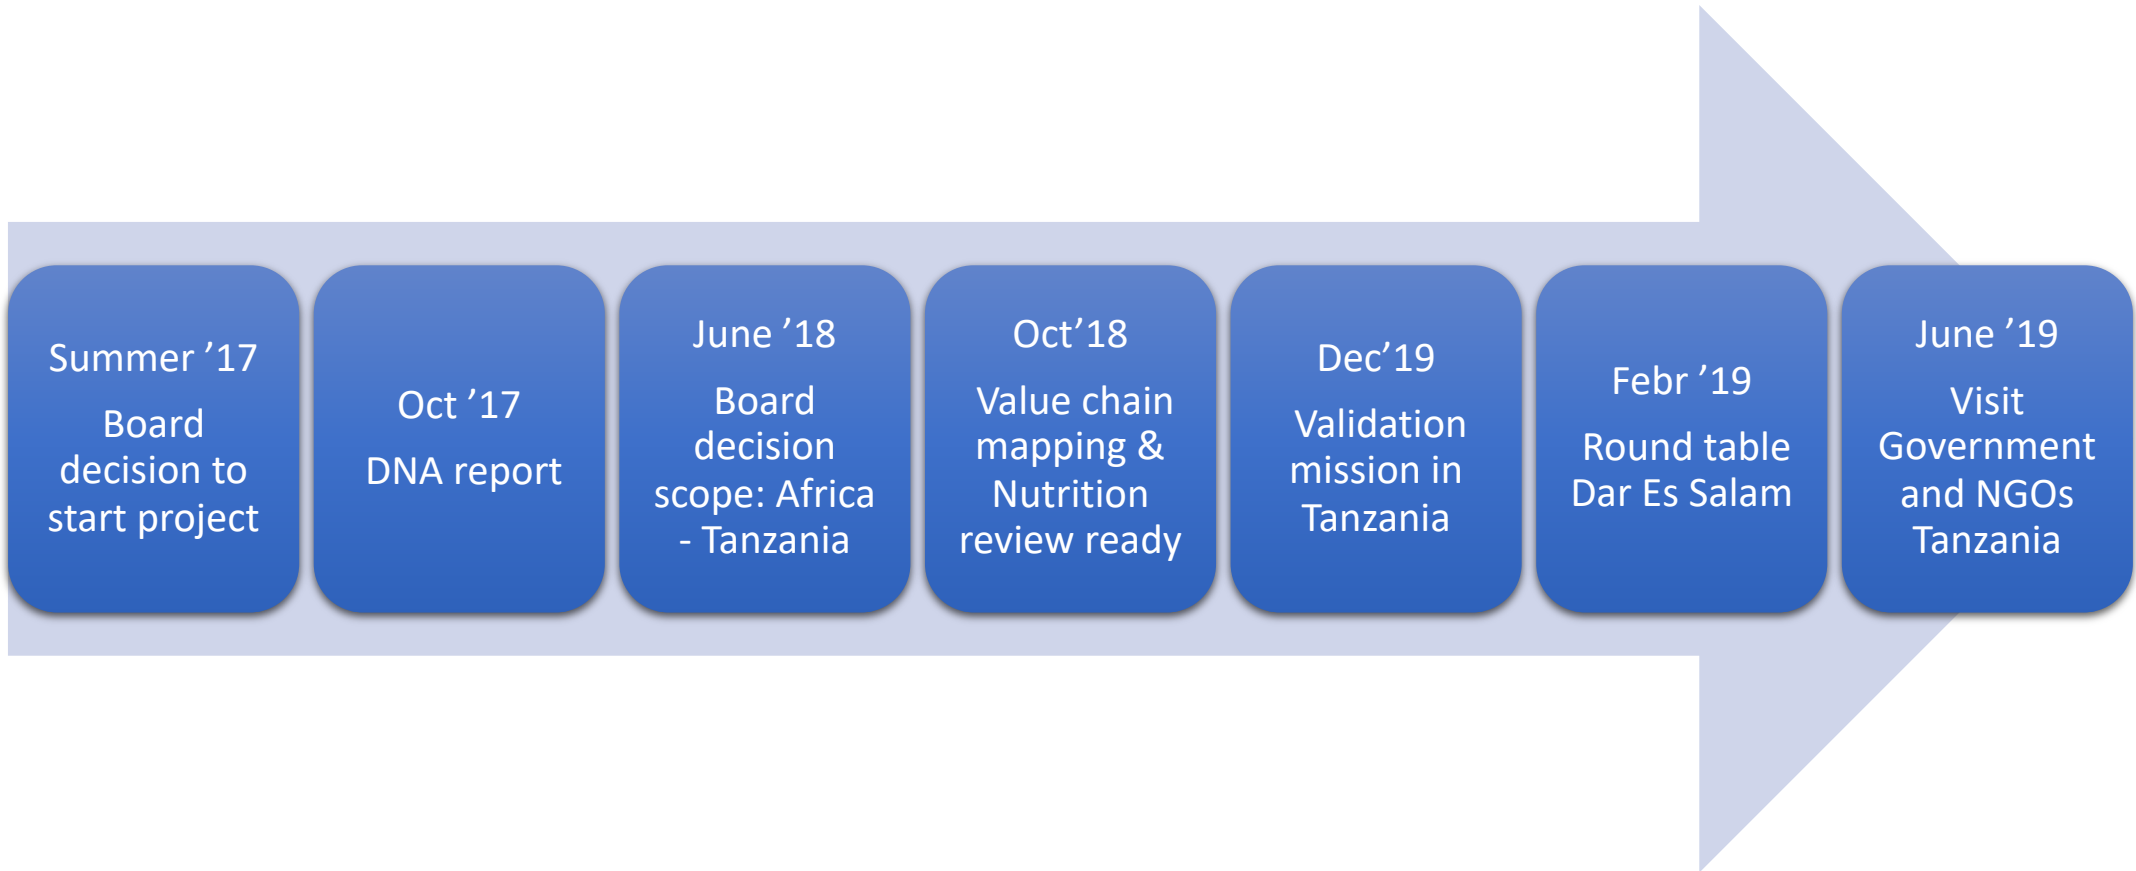 Summer ’17
Board
decision to
start project
Oct ’17
DNA report
June ’18
Board
decision
scope: Africa
- Tanzania
Oct’18
Value chain
mapping &
Nutrition
review ready
Dec’19
Validation
mission in
Tanzania
Febr ’19
Round table
Dar Es Salam
June ’19
Visit
Government
and NGOs
Tanzania